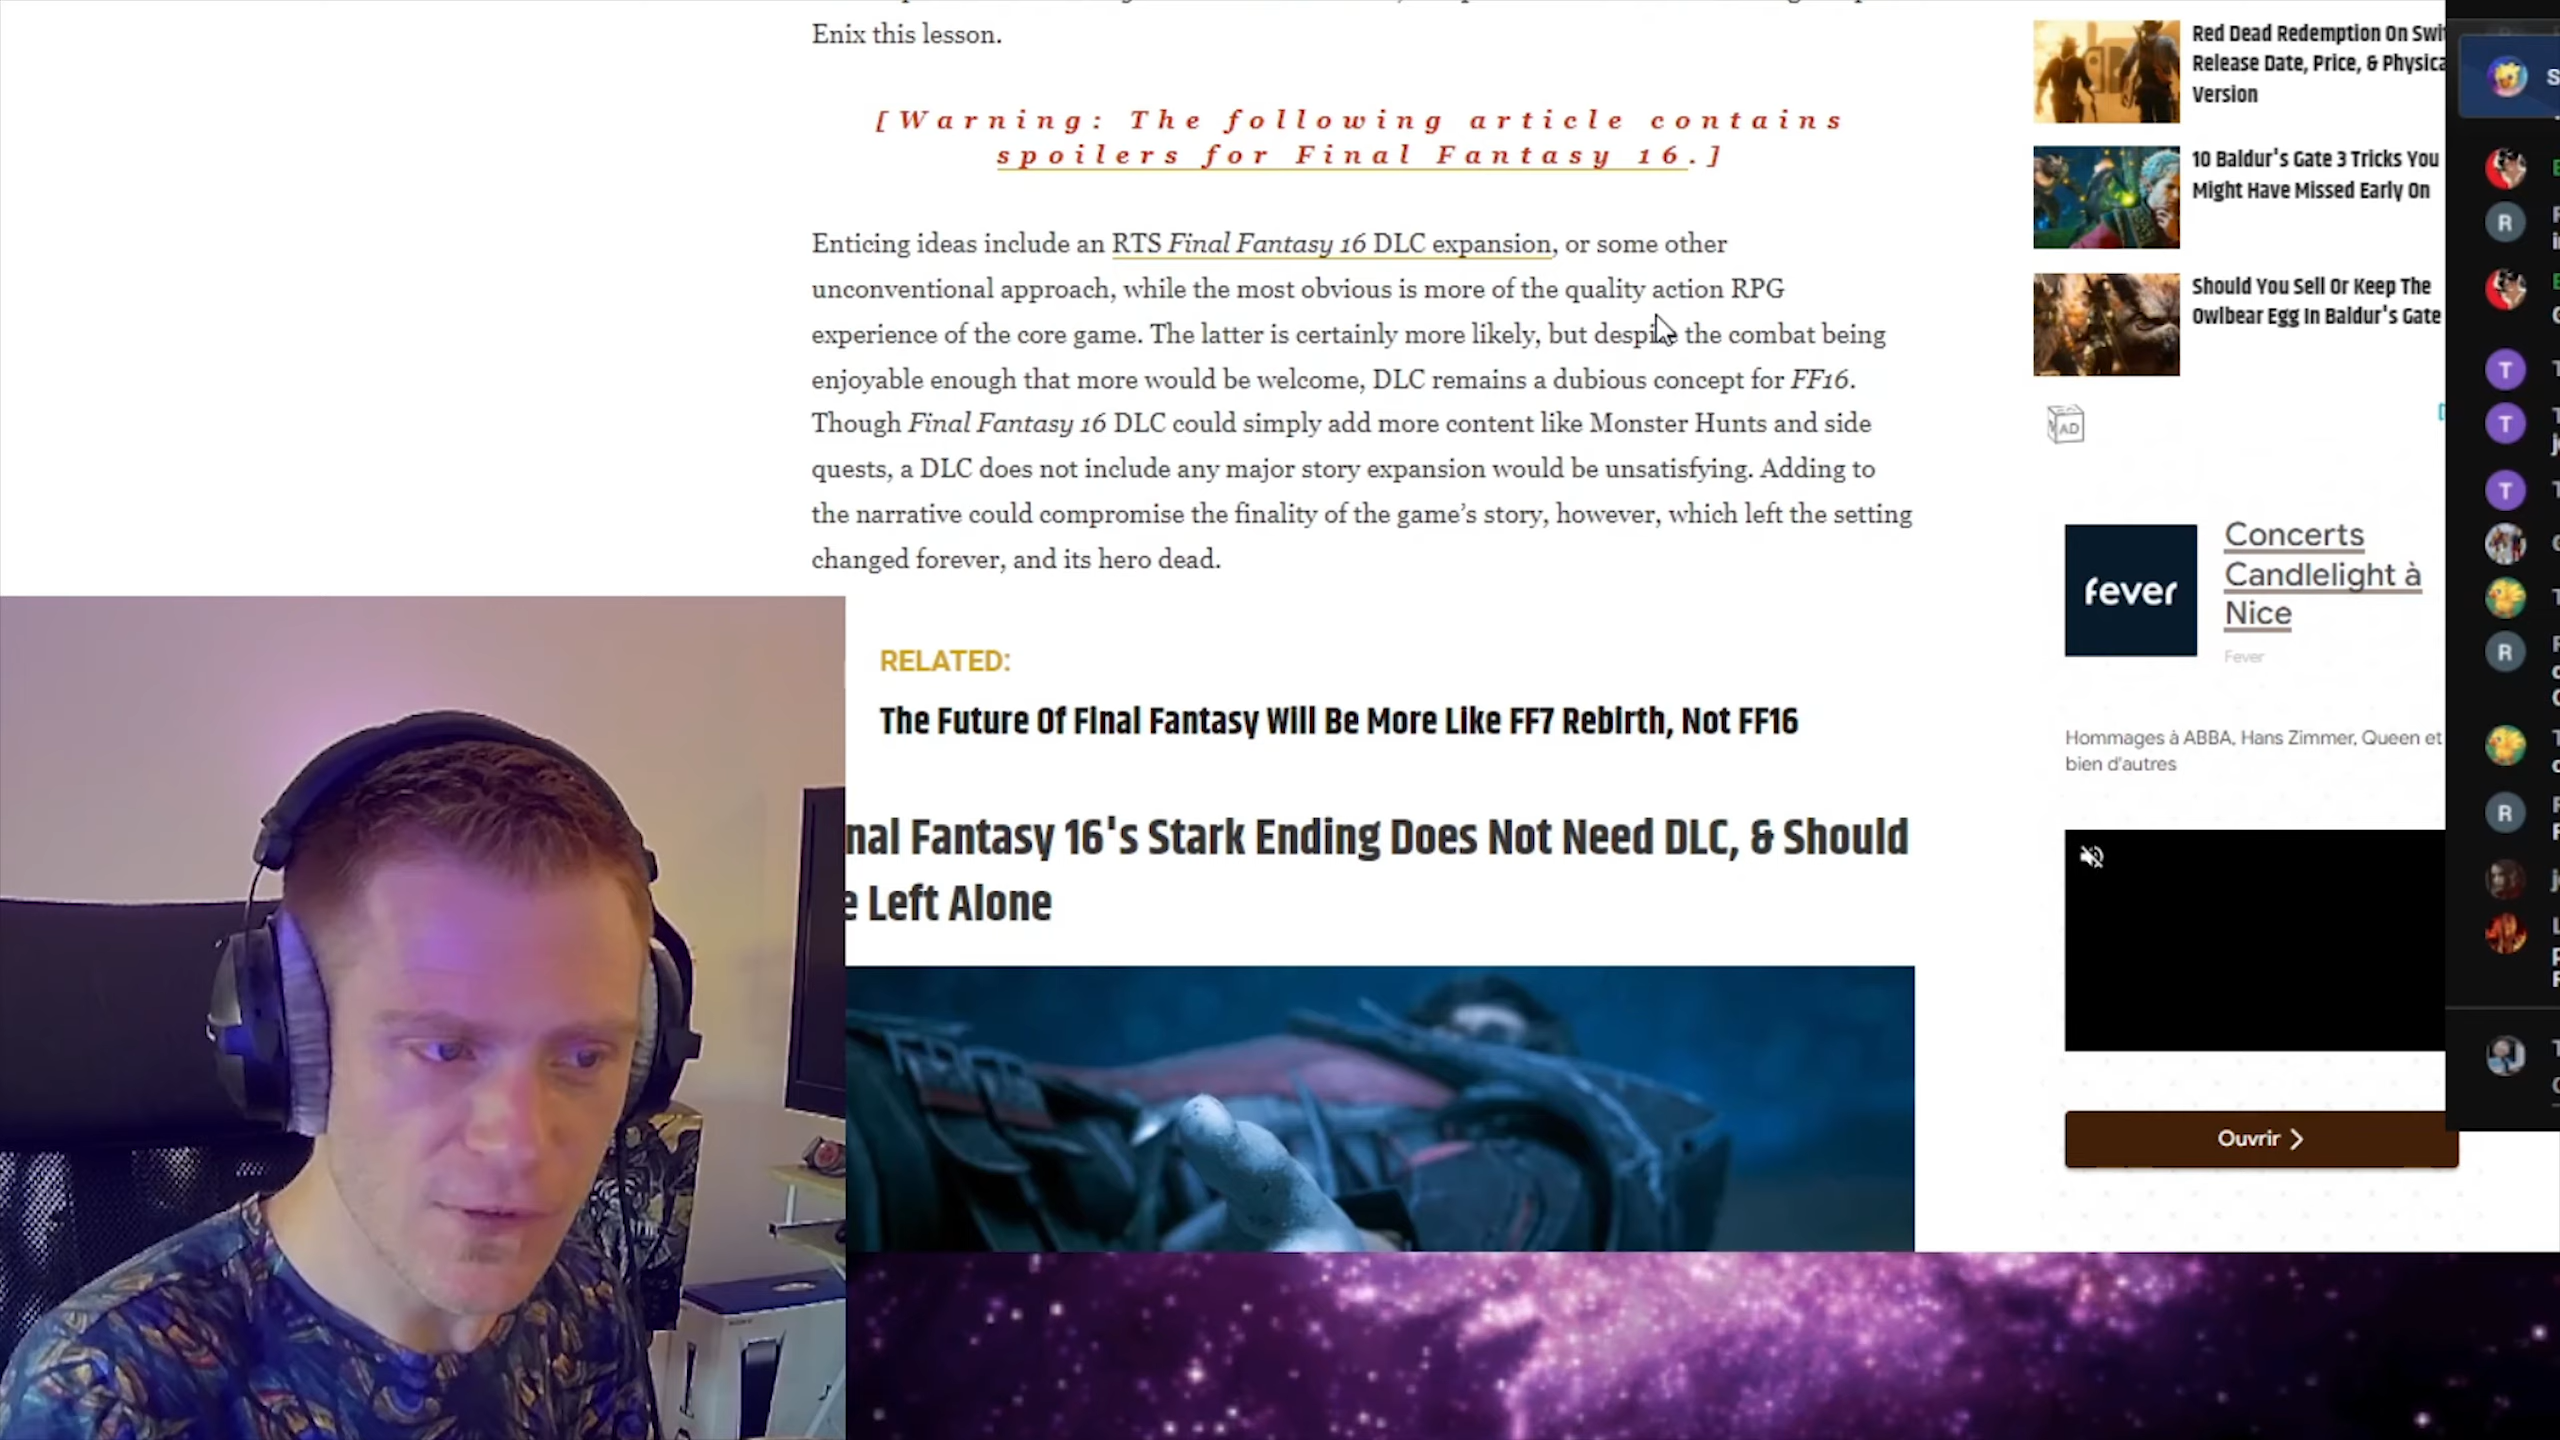 Enix this lesson.
[Warning: The following article contains
spoilers for Final Fantasy 16.]
Enticing ideas include an RTS Final Fantasy 16 DLC expansion, or some other
unconventional approach, while the most obvious is more of the quality action RPG
experience of the core game. The latter is certainly more likely, but despite the combat being
enjoyable enough that more would be welcome, DLC remains a dubious concept for FF16.
Though Final Fantasy 16 DLC could simply add more content like Monster Hunts and side
quests, a DLC does not include any major story expansion would be unsatisfying. Adding to
the narrative could compromise the finality of the game’s story, however, which left the setting
changed forever, and its hero dead.
RELATED:
The Future Of Final Fantasy Will Be More Like FF7 Rebirth, Not FF16
nal Fantasy 16's Stark Ending Does Not Need DLC, & Should
e Left Alone
Red Dead Redemption On Swi
Release Date, Price, & Physica
Version
10 Baldur's Gate 3 Tricks You
Might Have Missed Early On
Should You Sell Or Keep The
Owlbear Egg In Baldur's Gate
AD
fever
Concerts
Candlelight à
Nice
Fever
Hommages à ABBA, Hans Zimmer, Queen et
bien d'autres
Ouvrir
S
R
T
T
T
R
R